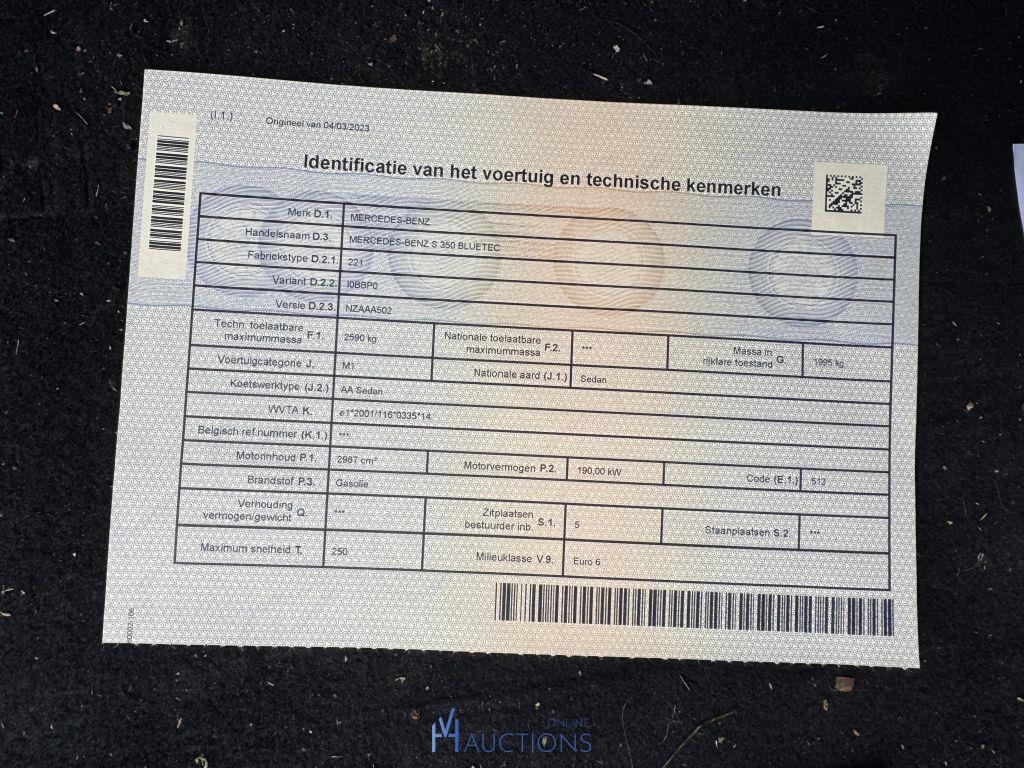 (I.1.) Origineel van 04/03/2023
Identificatie van het voertuig en technische kenmerken
Merk D.1. MERCEDES-BENZ
Handelsnaam D.3. MERCEDES-BENZ S 350 BLUETEC
Fabriekstype D.2.1. 221
Variant D.2.2. I0BBP0
Versie D.2.3. NZAAA502
Techn. toelaatbare maximummassa F.1. 2590 kg Nationale toelaatbare maximummassa F.2. *** Massa in rijklare toestand G. 1995 kg
Voertuigcategorie J. M1 Nationale aard (J.1.) Sedan
Koetswerktype (J.2.) AA Sedan
WVTA K. e1*2001/116*0335*14
Belgisch ref.nummer (K.1.) ***
Motorinhoud P.1. 2987 cm³ Motorvermogen P.2. 190,00 kW Code (E.1.) 513
Brandstof P.3. Gasolie
Verhouding vermogen/gewicht Q. *** Zitplaatsen bestuurder inb S.1. 5 Staanplaatsen S.2. ***
Maximum snelheid T. 250 Milieuklasse V.9. Euro 6
ONLINE
AUCTIONS